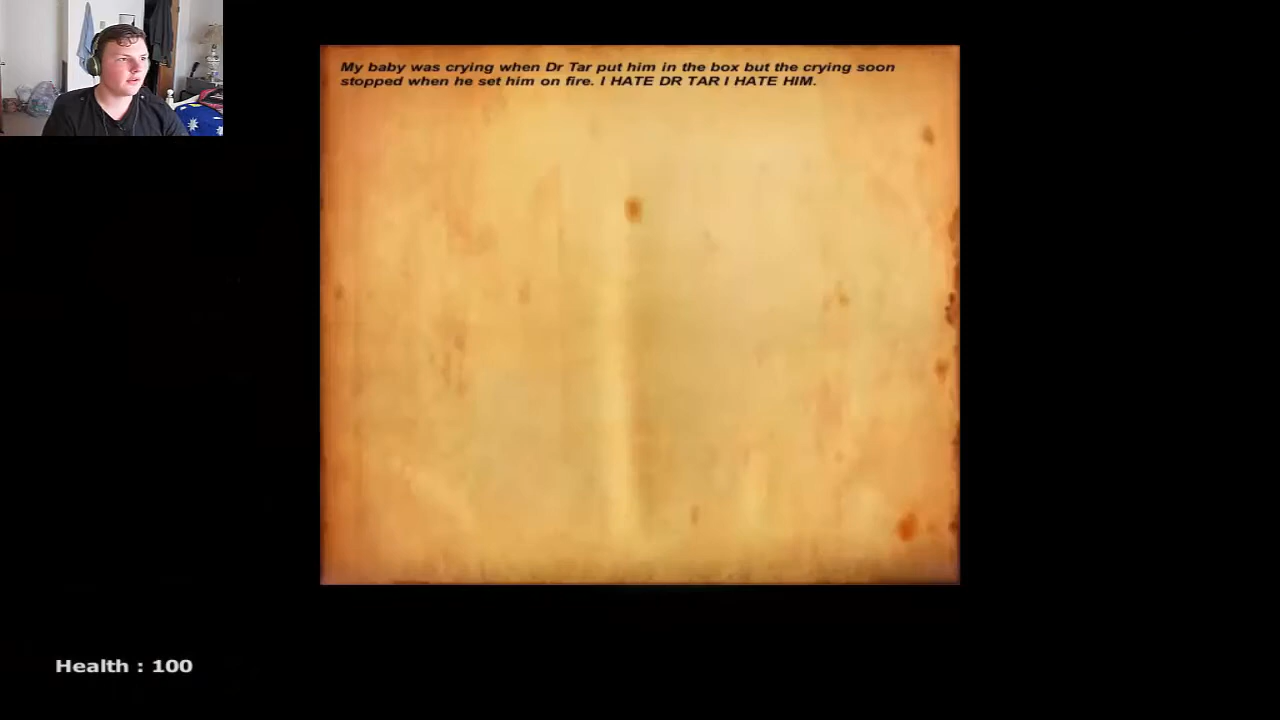 My baby was crying when Dr Tar put him in the box but the crying soon
stopped when he set him on fire. I HATE DR TAR I HATE HIM.
Health : 100